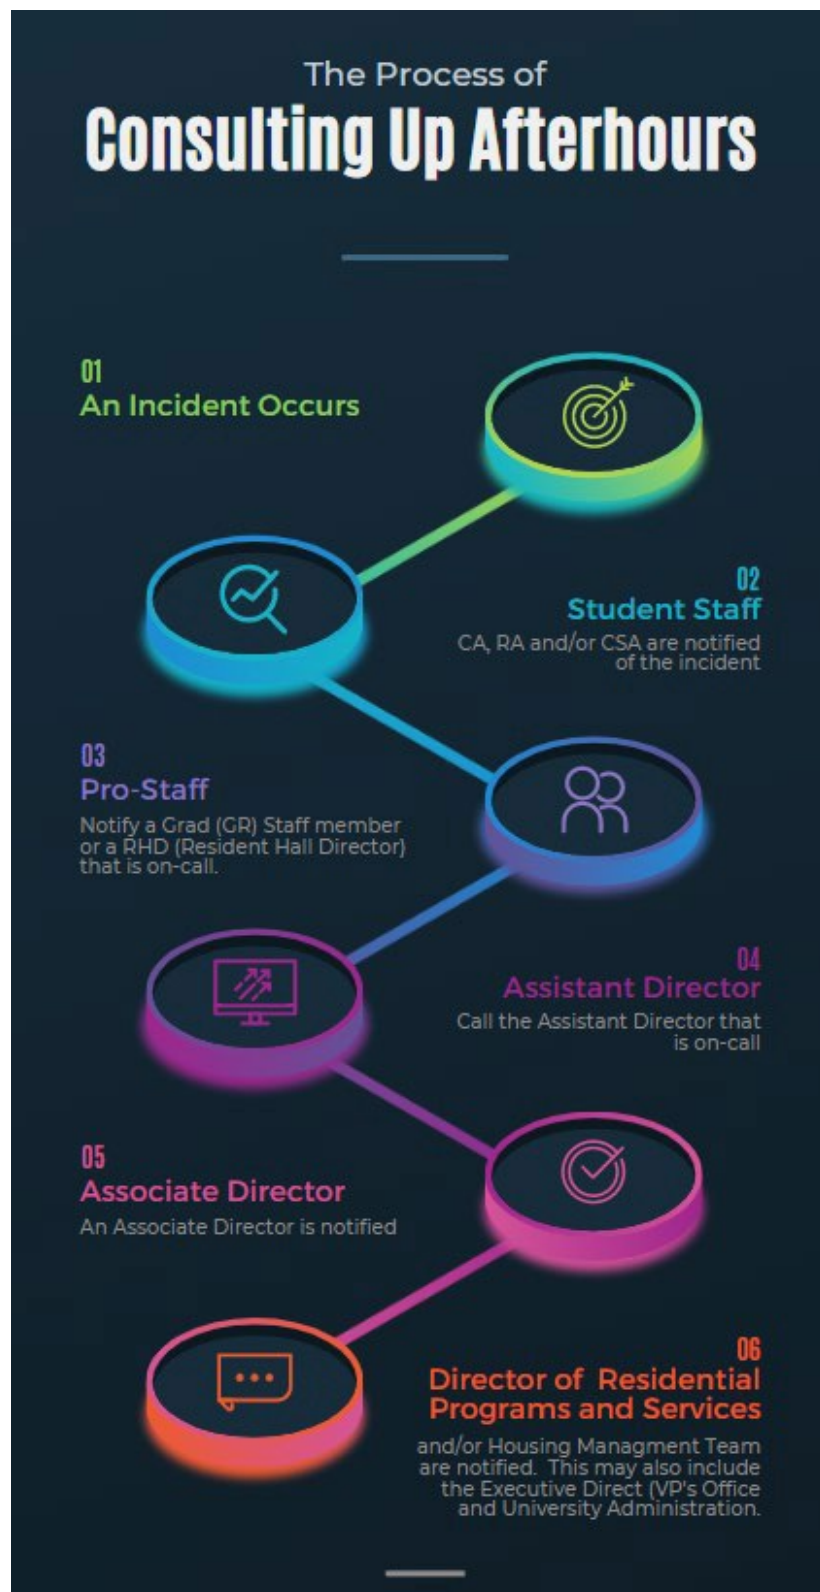 The Process of
Consulting Up Afterhours
01
An Incident Occurs
02
Student Staff
CA, RA and/or CSA are notified
of the incident
03
Pro-Staff
Notify a Grad (GR) Staff member
or a RHD (Resident Hall Director)
that is on-call.
04
Assistant Director
Call the Assistant Director that
is on-call
05
Associate Director
An Associate Director is notified
06
Director of  Residential
Programs and Services
and/or Housing Managment Team
are notified.  This may also include
the Executive Direct (VP's Office
and University Administration.